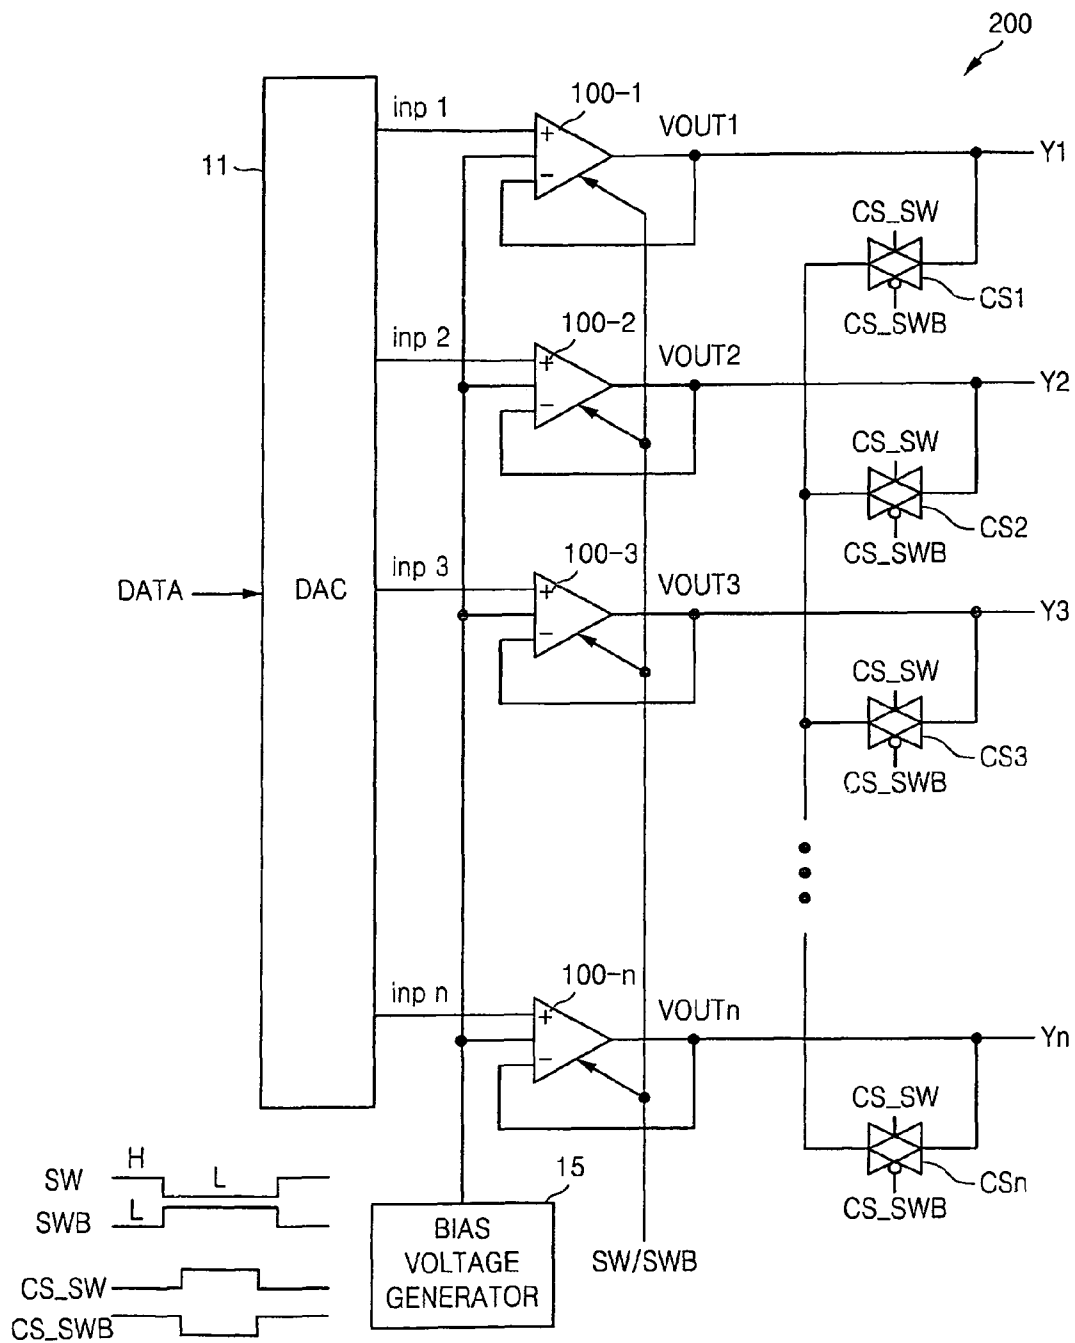 200
100-1
inp 1
VOUT1
+
-
Y1
11
CS_SW
CS1
CS_SWB
100-2
inp 2
VOUT2
+
-
Y2
CS_SW
CS2
CS_SWB
100-3
inp 3
VOUT3
+
-
Y3
DATA
DAC
CS_SW
CS3
CS_SWB
100-n
inp n
VOUTn
+
-
Yn
CS_SW
CSn
CS_SWB
H
SW
L
SWB
L
CS_SW
CS_SWB
15
BIAS
VOLTAGE
GENERATOR
SW/SWB